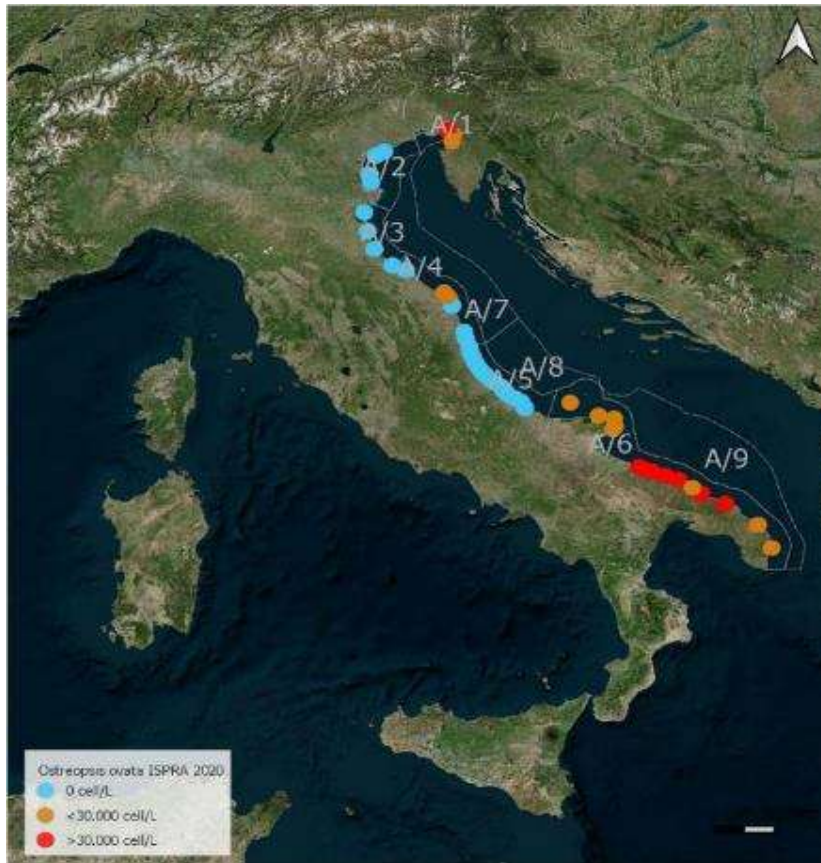 A/1
A/2
A/3
A/4
A/7
A/8
A/5
A/6
A/9
Ostreopsis ovata ISPRA 2020
0 cell/L
<30.000 cell/L
>30.000 cell/L